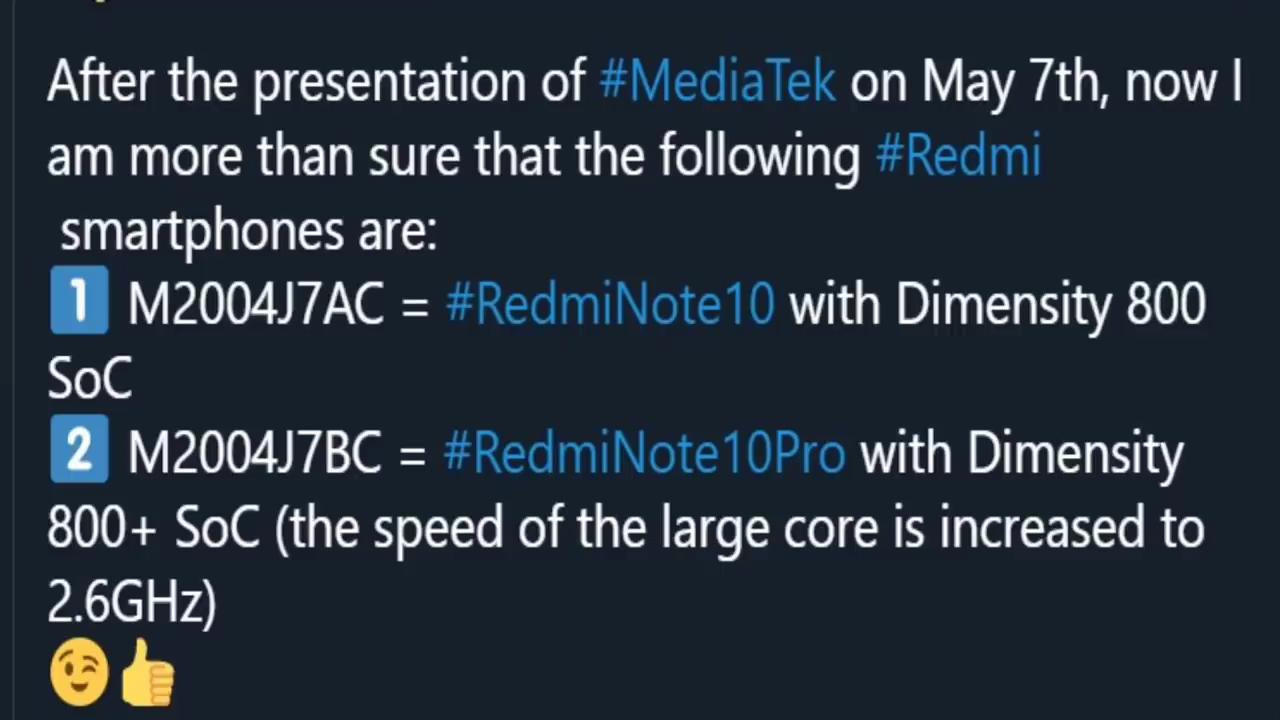 After the presentation of #MediaTek on May 7th, now I
am more than sure that the following #Redmi
smartphones are:
1 M2004J7AC = #RedmiNote10 with Dimensity 800
SoC
2 M2004J7BC = #RedmiNote10Pro with Dimensity
800+ SoC (the speed of the large core is increased to
2.6GHz)